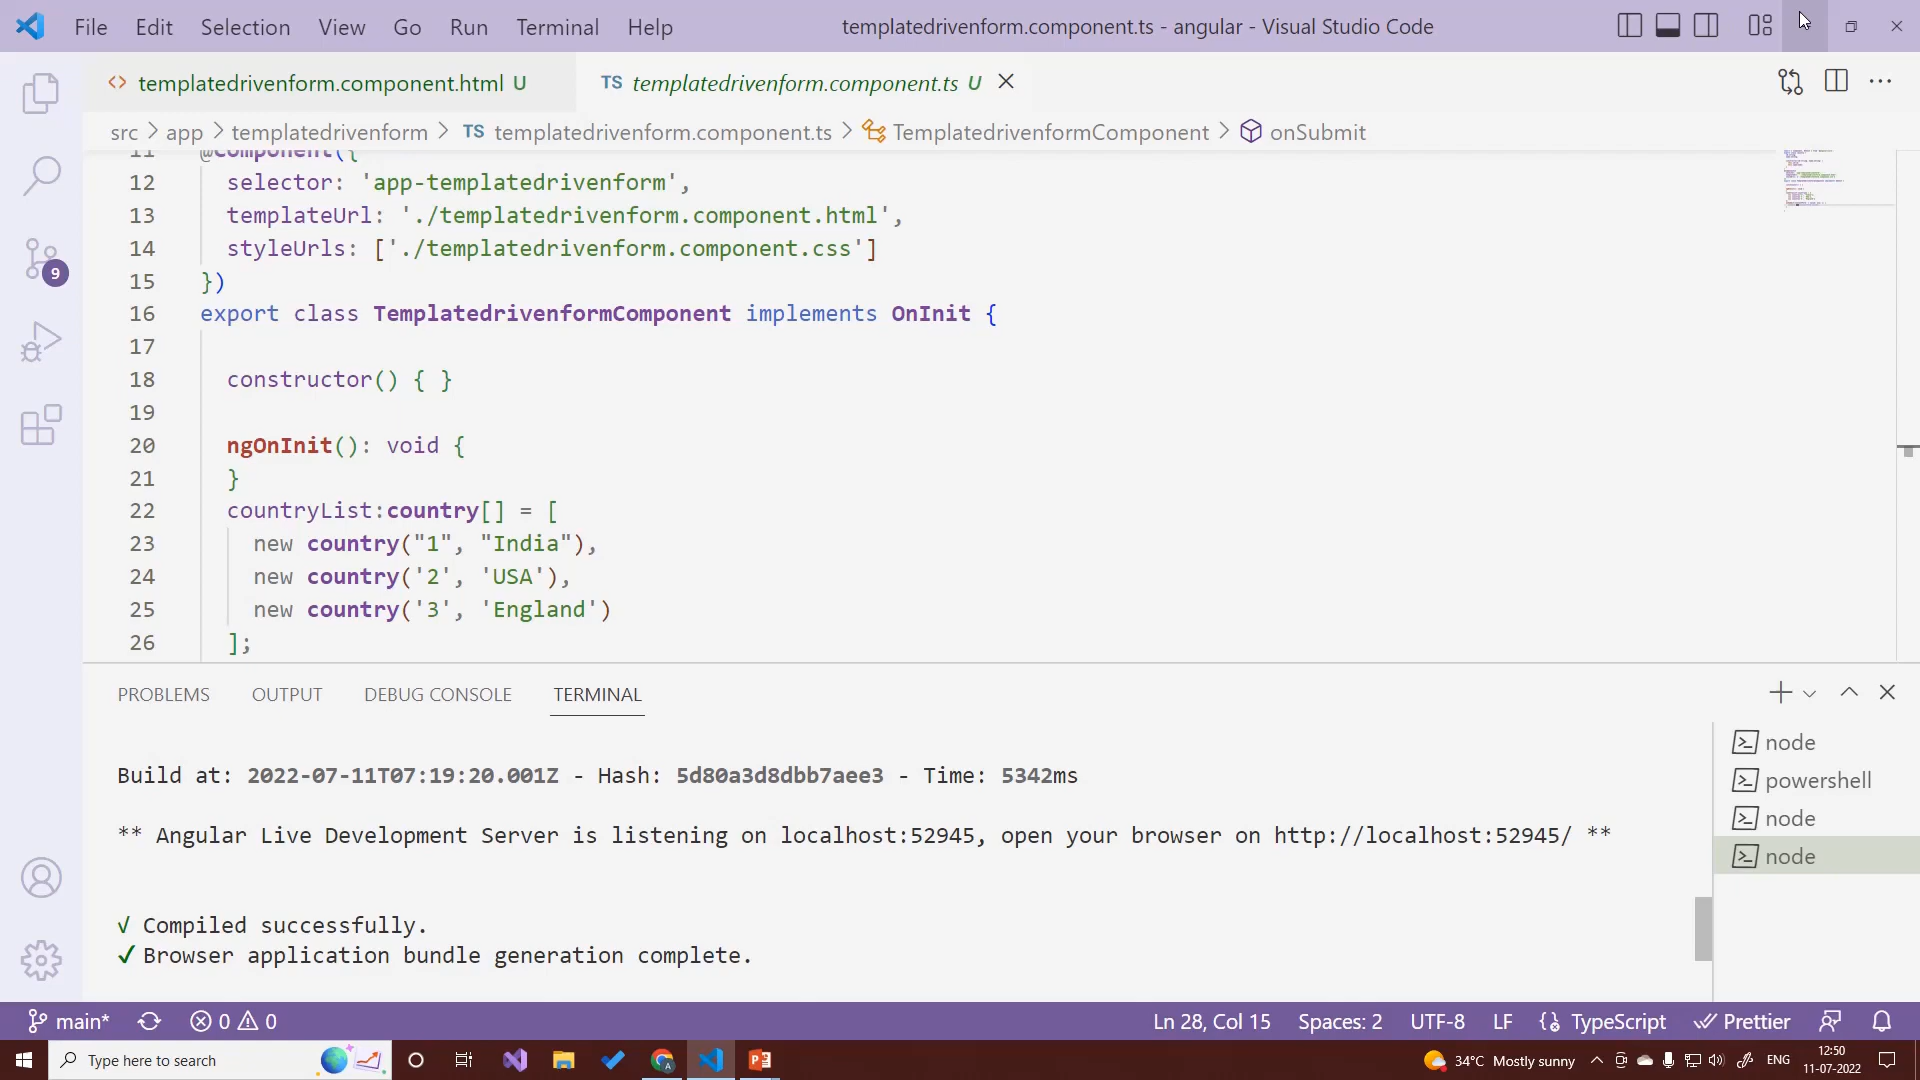 File Edit Selection View Go Run Terminal Help templatedrivenform.component.ts - angular - Visual Studio Code
templatedrivenform.component.html U TS templatedrivenform.component.ts U
src > app > templatedrivenform > TS templatedrivenform.component.ts > TemplatedrivenformComponent > onSubmit
11 @Component({
12 selector: 'app-templatedrivenform',
13 templateUrl: './templatedrivenform.component.html',
14 styleUrls: ['./templatedrivenform.component.css']
15 })
16 export class TemplatedrivenformComponent implements OnInit {
17
18 constructor() { }
19
20 ngOnInit(): void {
21 }
22 countryList:country[] = [
23 new country("1", "India"),
24 new country('2', 'USA'),
25 new country('3', 'England')
26 ];
9
PROBLEMS OUTPUT DEBUG CONSOLE TERMINAL
Build at: 2022-07-11T07:19:20.001Z - Hash: 5d80a3d8dbb7aee3 - Time: 5342ms
** Angular Live Development Server is listening on localhost:52945, open your browser on http://localhost:52945/ **
√ Compiled successfully.
✔ Browser application bundle generation complete.
node
powershell
node
node
main* 0 0 Ln 28, Col 15 Spaces: 2 UTF-8 LF {} TypeScript Prettier
Type here to search 34°C Mostly sunny ENG 12:50
11-07-2022